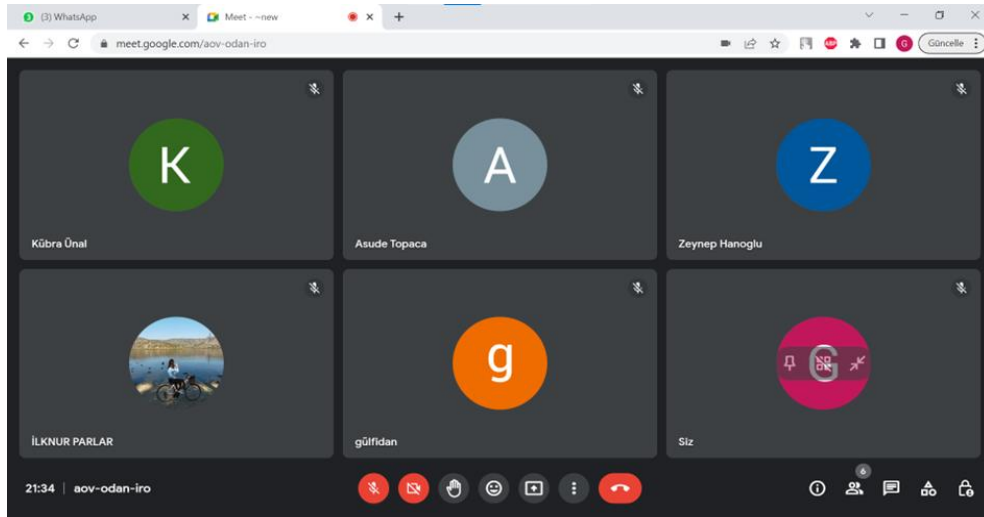 (3) WhatsApp
Meet - ~new
meet.google.com/aov-odan-iro
ABP
G
Güncelle
K
A
Z
Kübra Ünal
Asude Topaca
Zeynep Hanoglu
g
G
İLKNUR PARLAR
gülfidan
Siz
6
21:34 | aov-odan-iro